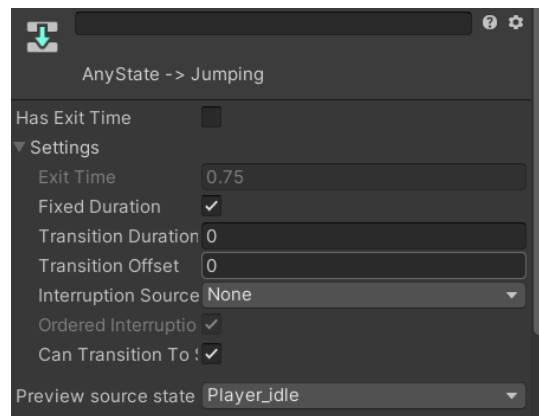 AnyState -> Jumping
Has Exit Time
Settings
Exit Time 0.75
Fixed Duration
Transition Duration 0
Transition Offset 0
Interruption Source None
Ordered Interruptio
Can Transition To
Preview source state Player_idle